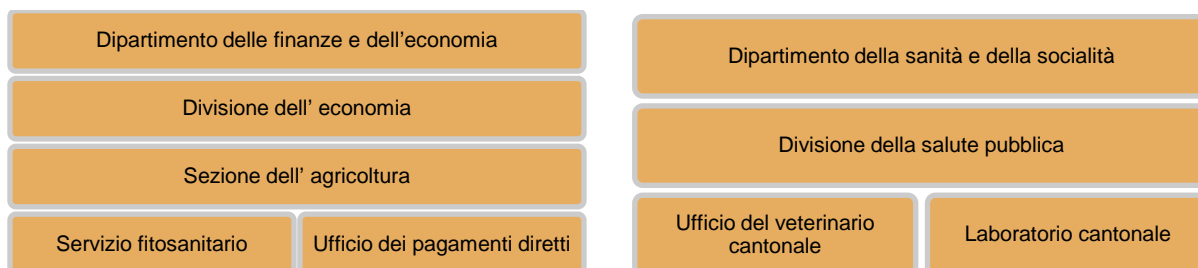 Dipartimento delle finanze e dell'economia
Divisione dell' economia
Sezione dell' agricoltura
Servizio fitosanitario
Ufficio dei pagamenti diretti
Dipartimento della sanità e della socialità
Divisione della salute pubblica
Ufficio del veterinario
cantonale
Laboratorio cantonale